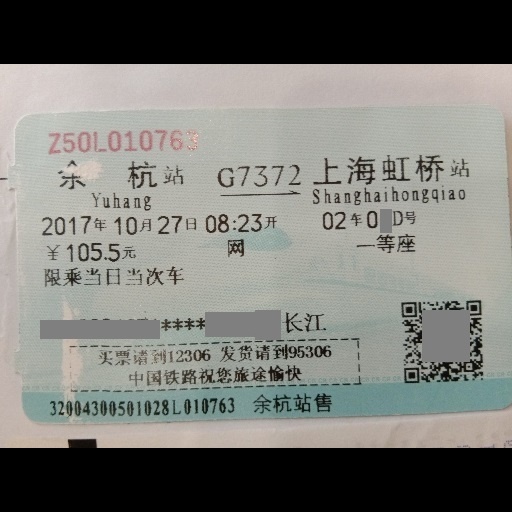 Z50L010763
余杭站 G7372 上海虹桥站
Yuhang Shanghaihongqiao
2017年10月27日 08:23开 02车0 D号
￥105.5元 网 一等座
限乘当日当次车
****长江
买票请到12306 发货请到95306
中国铁路祝您旅途愉快
32004300501028L010763 余杭站售